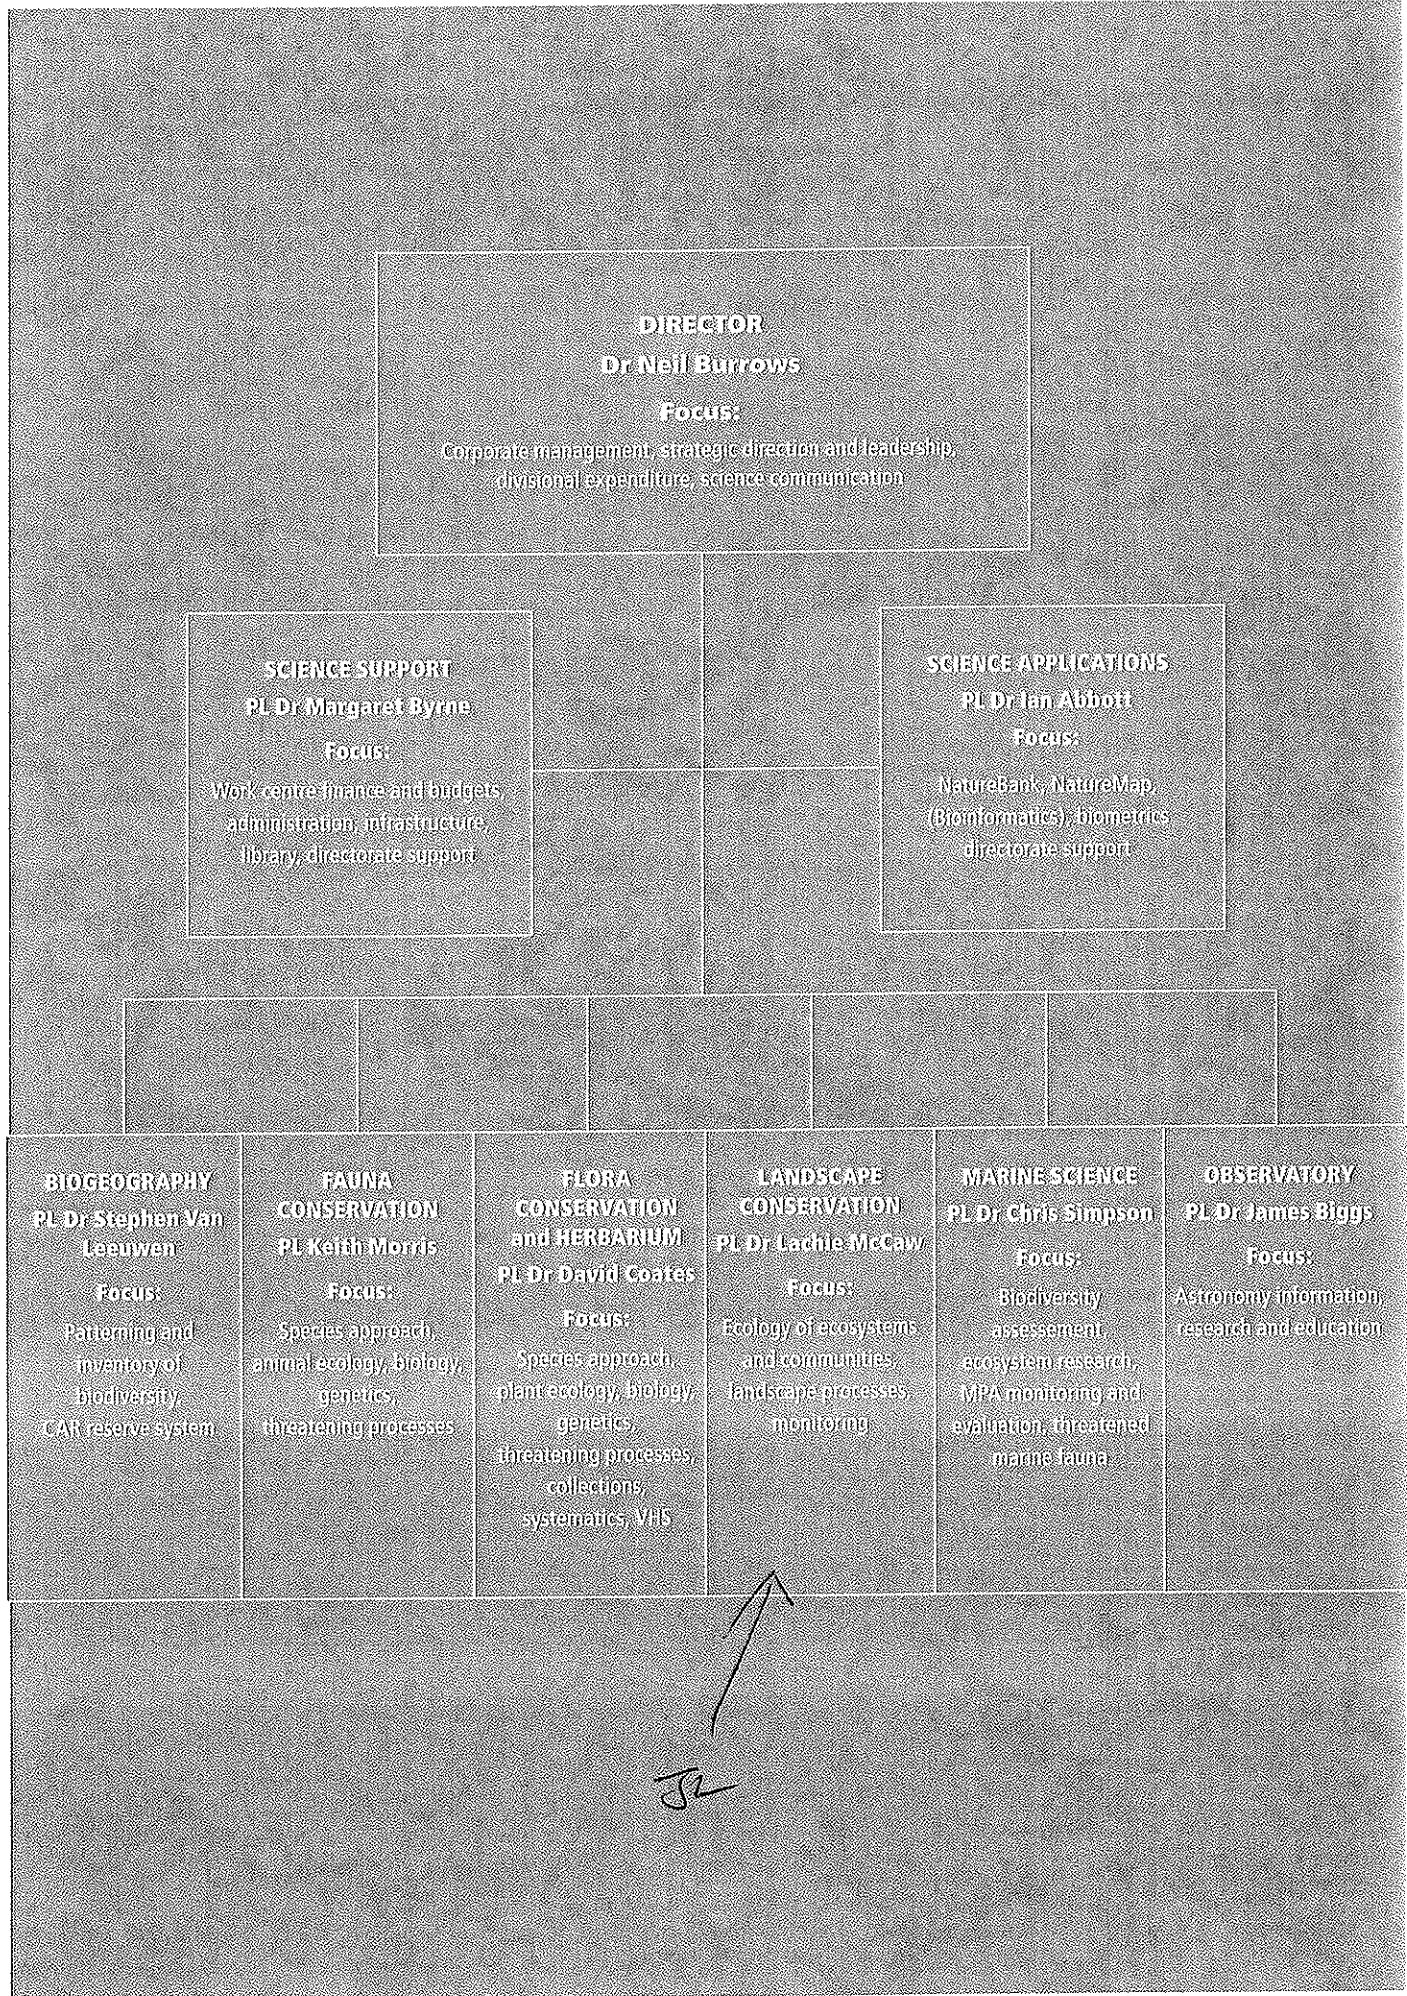 DIRECTOR
Dr Neil Burrows
Focus:
Corporate management, strategic direction and leadership,
divisional expenditure, science communication
SCIENCE SUPPORT
PL Dr Margaret Byrne
Focus:
Work centre finance and budgets,
administration, infrastructure,
library, directorate support
SCIENCE APPLICATIONS
PL Dr Ian Abbott
Focus:
NatureBank, NatureMap,
(Bioinformatics), biometrics
directorate support
BIOGEOGRAPHY
PL Dr Stephen Van
Leeuwen
Focus:
Patterning and
inventory of
biodiversity,
CAR reserve system
FAUNA
CONSERVATION
PL Keith Morris
Focus:
Species approach,
animal ecology, biology,
genetics,
threatening processes
FLORA
CONSERVATION
and HERBARIUM
PL Dr David Coates
Focus:
Species approach,
plant ecology, biology,
genetics,
threatening processes,
collections,
systematics, VHS
LANDSCAPE
CONSERVATION
PL Dr Lachie McCaw
Focus:
Ecology of ecosystems
and communities,
landscape processes,
monitoring
MARINE SCIENCE
PL Dr Chris Simpson
Focus:
Biodiversity
assessement,
ecosystem research,
MPA monitoring and
evaluation, threatened
marine fauna
OBSERVATORY
PL Dr James Biggs
Focus:
Astronomy information,
research and education